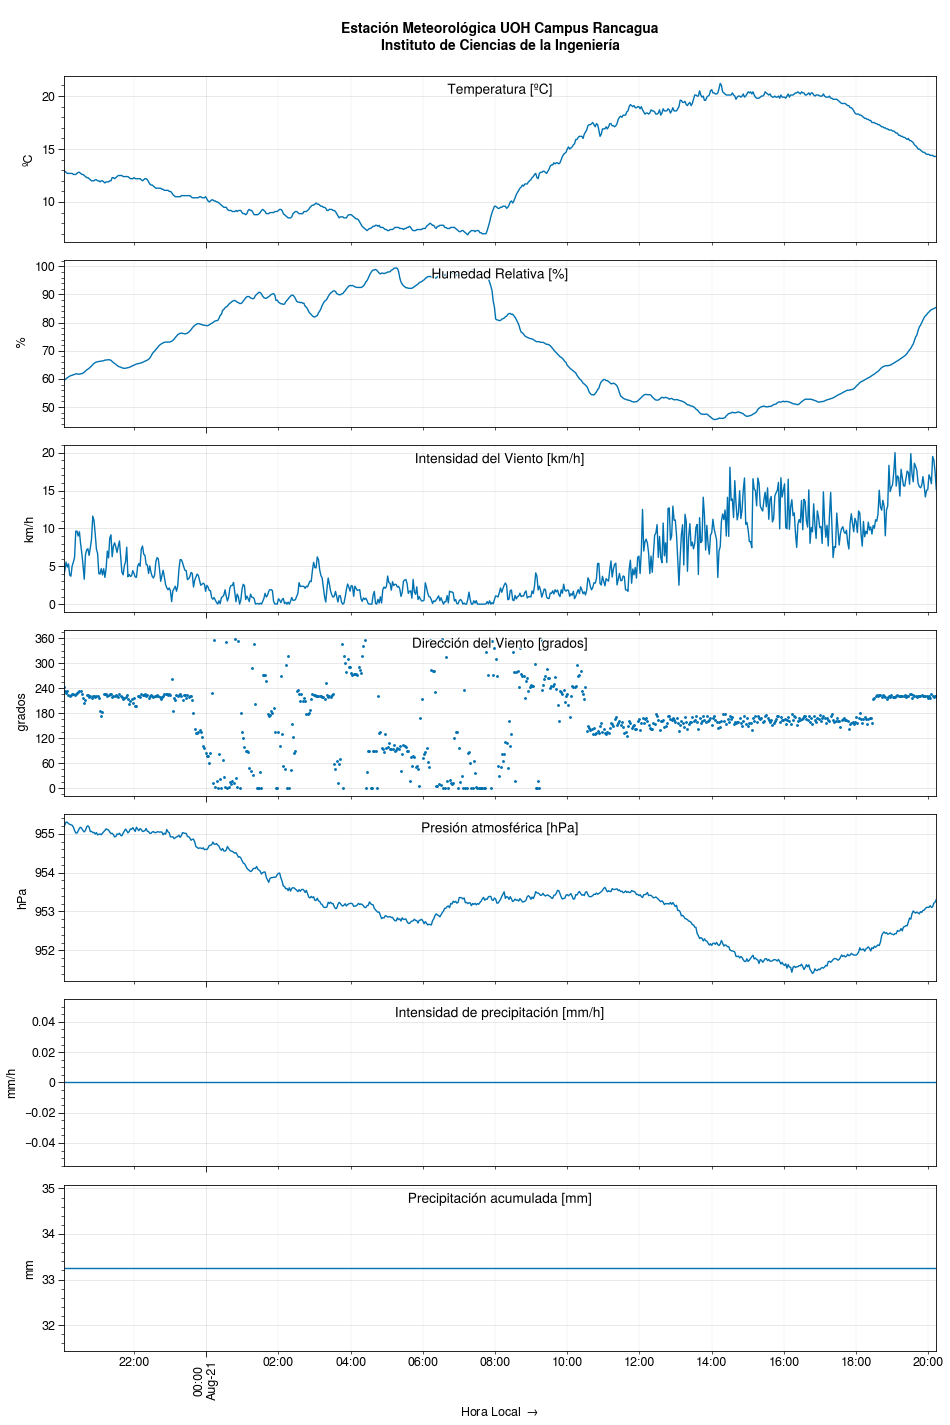 Estación Meteorológica UOH Campus Rancagua
Instituto de Ciencias de la Ingeniería
Temperatura [ºC]
20
15
10
ºC
Humedad Relativa [%]
100
90
80
70
60
50
%
Intensidad del Viento [km/h]
20
15
10
5
0
km/h
Dirección del Viento [grados]
360
300
240
180
120
60
0
grados
Presión atmosférica [hPa]
955
954
953
952
hPa
Intensidad de precipitación [mm/h]
0.04
0.02
0
−0.02
−0.04
mm/h
Precipitación acumulada [mm]
35
34
33
32
mm
22:00
00:00
Aug-21
02:00
04:00
06:00
08:00
10:00
12:00
14:00
16:00
18:00
20:00
Hora Local →